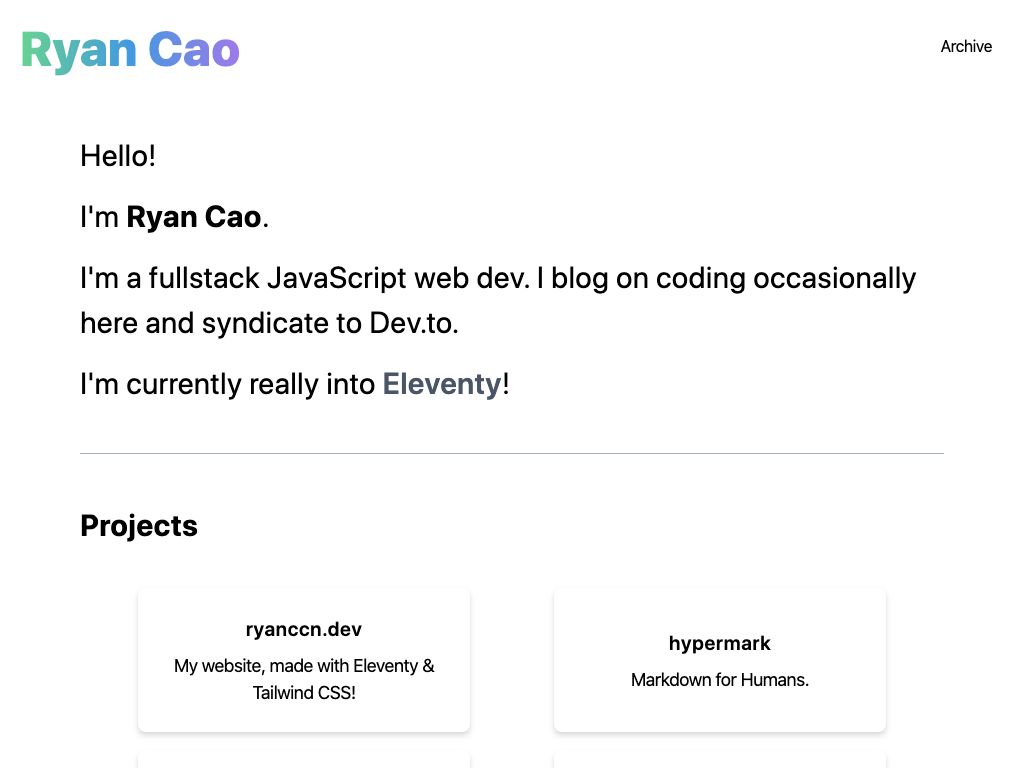 Ryan Cao
Archive
Hello!
I'm Ryan Cao.
I'm a fullstack JavaScript web dev. I blog on coding occasionally
here and syndicate to Dev.to.
I'm currently really into Eleventy!
Projects
ryanccn.dev
My website, made with Eleventy &
Tailwind CSS!
hypermark
Markdown for Humans.